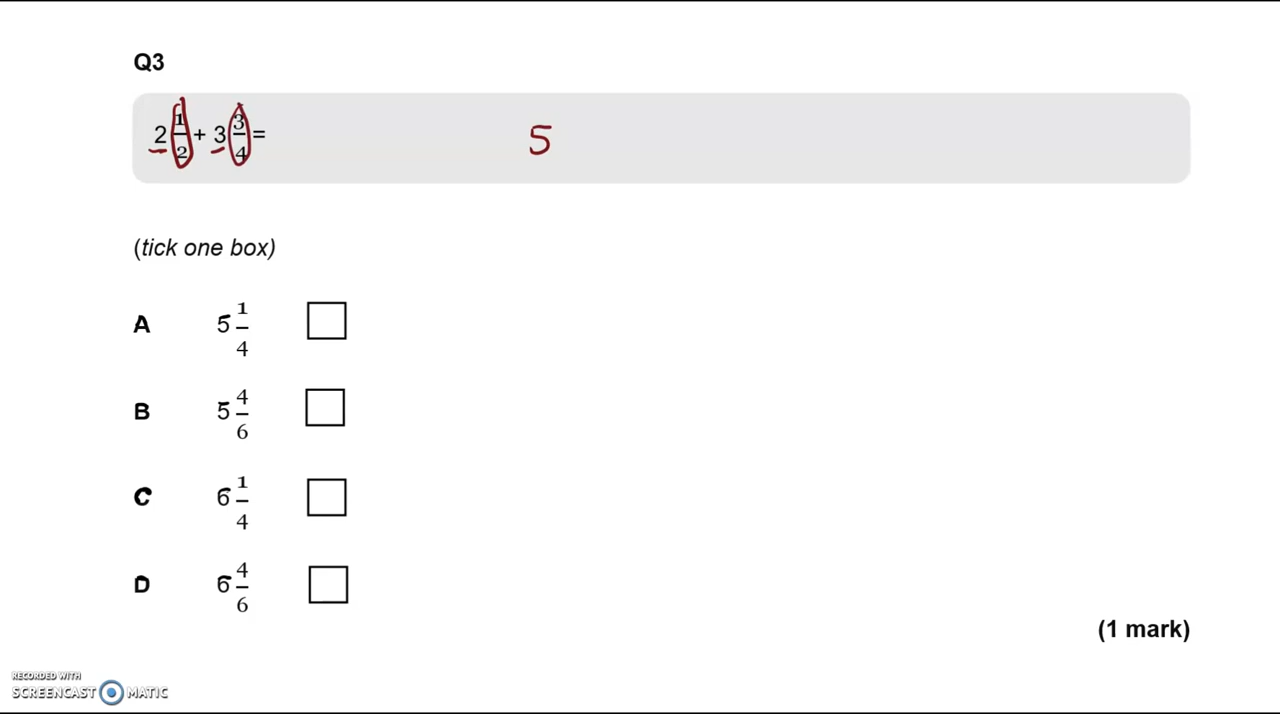 Q3
2 1/2 + 3 3/4 = 5
(tick one box)
A 5 1/4
B 5 4/6
C 6 1/4
D 6 4/6
(1 mark)
RECORDED WITH
SCREENCAST MATIC